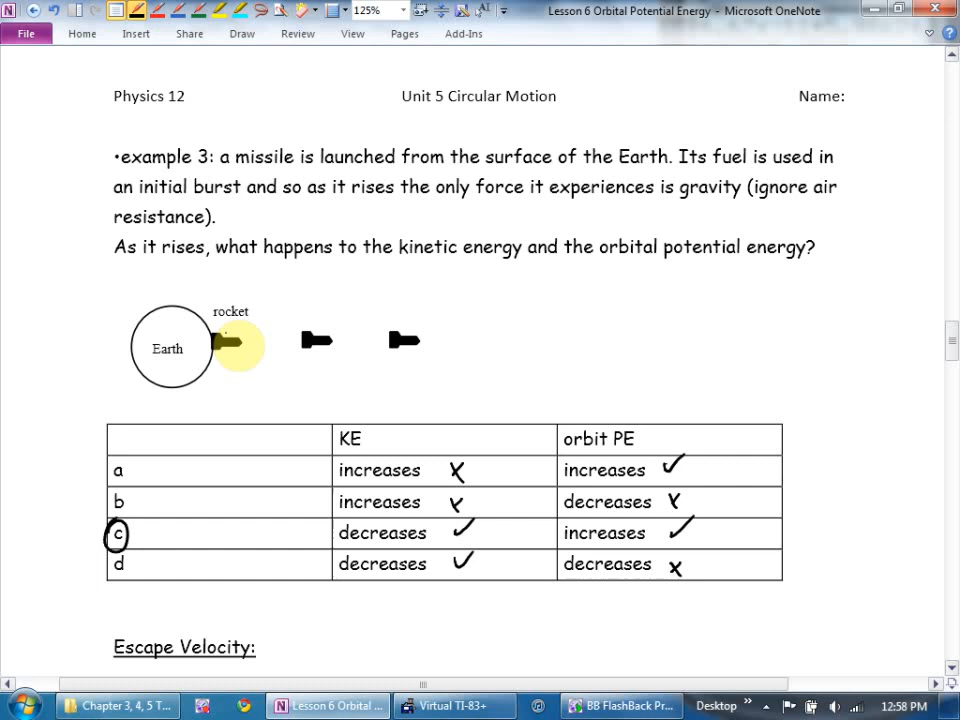 125%
Lesson 6 Orbital Potential Energy - Microsoft OneNote
File Home Insert Share Draw Review View Pages Add-Ins
Physics 12 Unit 5 Circular Motion Name:
•example 3: a missile is launched from the surface of the Earth. Its fuel is used in
an initial burst and so as it rises the only force it experiences is gravity (ignore air
resistance).
As it rises, what happens to the kinetic energy and the orbital potential energy?
rocket
Earth
KE orbit PE
a increases x increases ✓
b increases x decreases x
c decreases ✓ increases ✓
d decreases ✓ decreases x
Escape Velocity:
Chapter 3, 4, 5 T... Lesson 6 Orbital ... Virtual TI-83+ BB FlashBack Pr... Desktop » 12:58 PM